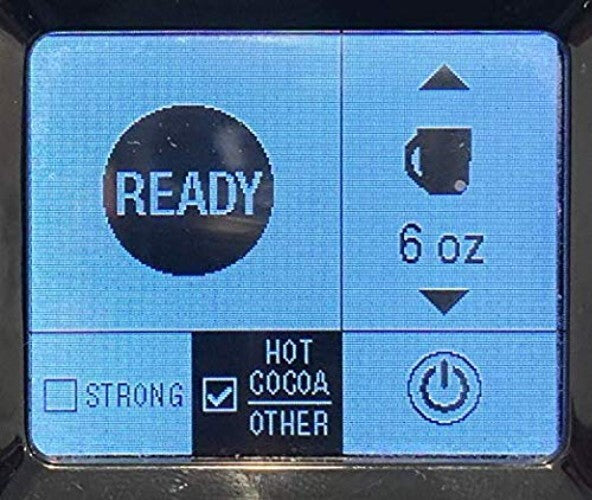 READY
6 oz
STRONG
HOT
COCOA
OTHER